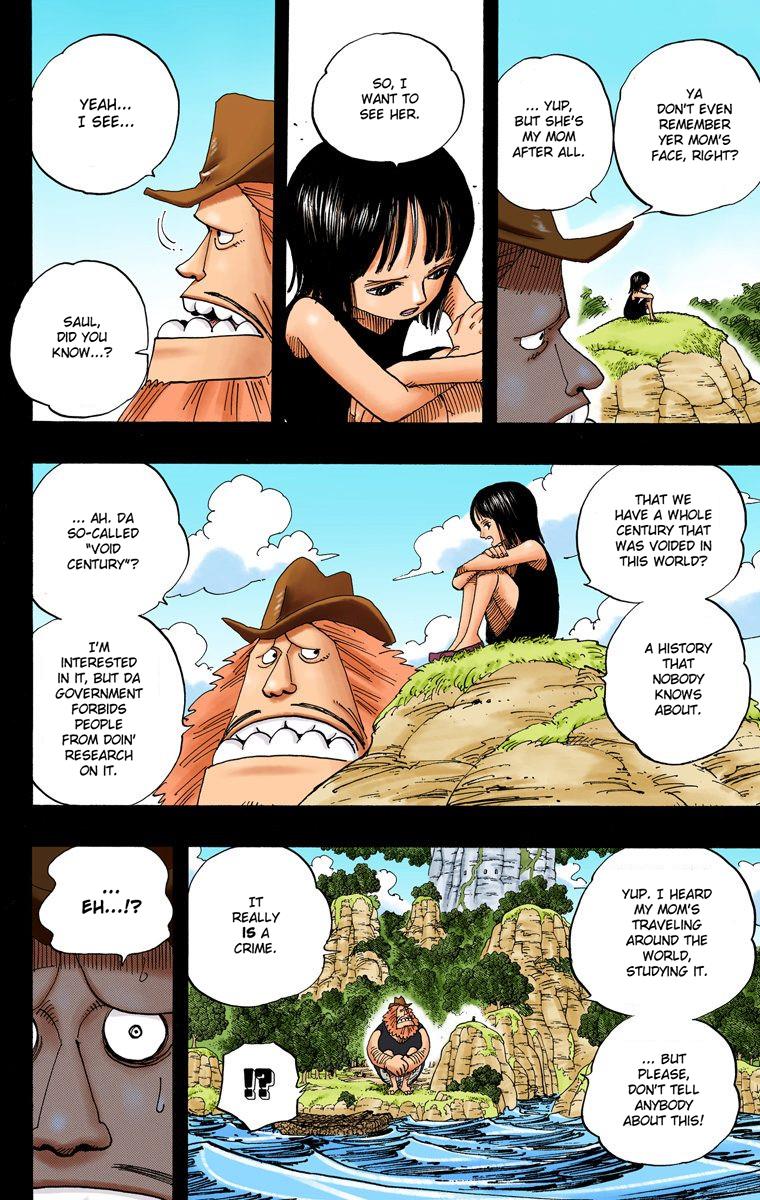 YA
DON'T EVEN
REMEMBER
YER MOM'S
FACE, RIGHT?
... YUP,
BUT SHE'S
MY MOM
AFTER ALL.
SO, I
WANT TO
SEE HER.
YEAH...
I SEE...
SAUL,
DID YOU
KNOW...?
THAT WE
HAVE A WHOLE
CENTURY THAT
WAS VOIDED IN
THIS WORLD?
A HISTORY
THAT
NOBODY
KNOWS
ABOUT.
... AH. DA
SO-CALLED
"VOID
CENTURY"?
I'M
INTERESTED
IN IT, BUT DA
GOVERNMENT
FORBIDS
PEOPLE
FROM DOIN'
RESEARCH
ON IT.
YUP. I HEARD
MY MOM'S
TRAVELING
AROUND THE
WORLD,
STUDYING IT.
... BUT
PLEASE,
DON'T TELL
ANYBODY
ABOUT THIS!
IT
REALLY
IS A
CRIME.
!?
...
EH...!?